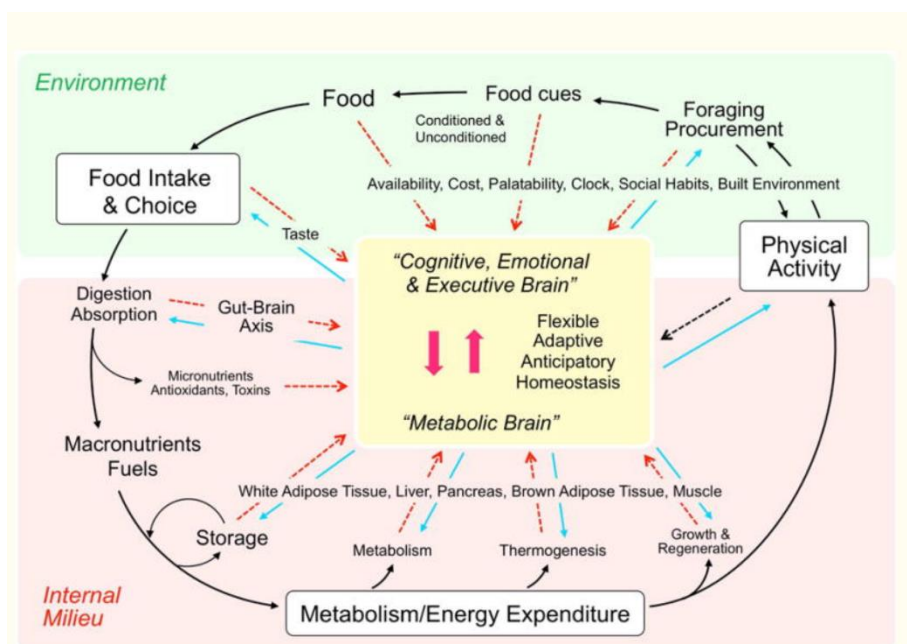 Environment
Food
Food cues
Conditioned &
Unconditioned
Foraging
Procurement
Food Intake
& Choice
Availability, Cost, Palatability, Clock, Social Habits, Built Environment
Taste
Physical
Activity
“Cognitive, Emotional
& Executive Brain”
Digestion
Absorption
Gut-Brain
Axis
Flexible
Adaptive
Anticipatory
Homeostasis
Micronutrients
Antioxidants, Toxins
“Metabolic Brain”
Macronutrients
Fuels
White Adipose Tissue, Liver, Pancreas, Brown Adipose Tissue, Muscle
Storage
Metabolism
Thermogenesis
Growth &
Regeneration
Internal
Milieu
Metabolism/Energy Expenditure